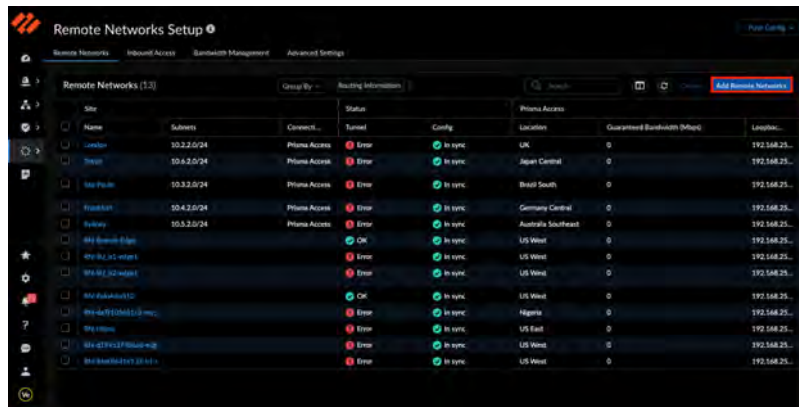 Remote Networks Setup
Push Config
Remote Networks Inbound Access Bandwidth Management Advanced Settings
Remote Networks (13) Group By Routing Information Search Add Remote Networks
Site Status Prisma Access
Name Subnets Connecti... Tunnel Config Location Guaranteed Bandwidth (Mbps) Loopbac...
London 10.2.2.0/24 Prisma Access Error In sync UK 0 192.168.25...
Tokyo 10.6.2.0/24 Prisma Access Error In sync Japan Central 0 192.168.25...
Sao Paulo 10.3.2.0/24 Prisma Access Error In sync Brazil South 0 192.168.25...
Frankfurt 10.4.2.0/24 Prisma Access Error In sync Germany Central 0 192.168.25...
Sydney 10.5.2.0/24 Prisma Access Error In sync Australia Southeast 0 192.168.25...
OK In sync US West 0 192.168.25...
Error In sync US West 0 192.168.25...
Error In sync US West 0 192.168.25...
OK In sync US West 0 192.168.25...
Error In sync Nigeria 0 192.168.25...
Error In sync US East 0 192.168.25...
Error In sync US West 0 192.168.25...
Error In sync US West 0 192.168.25...